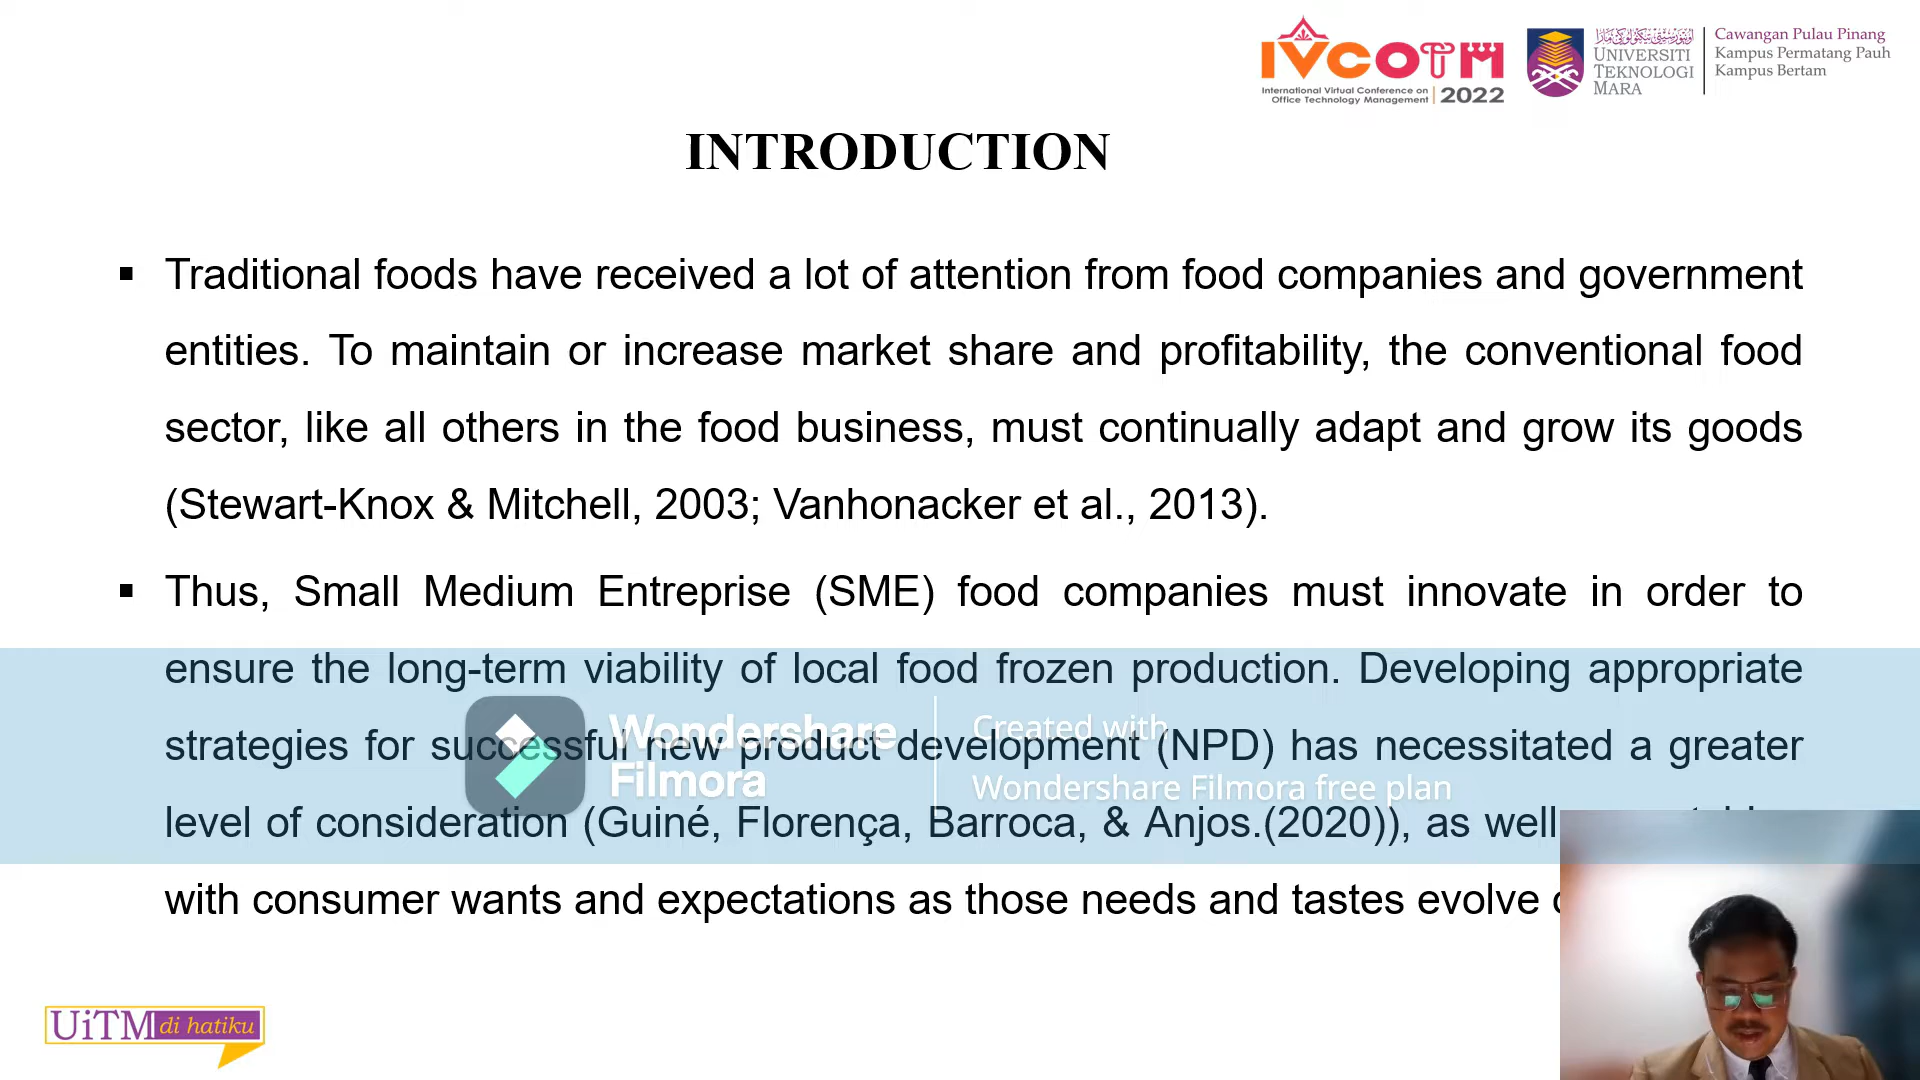 IVCOTM
International Virtual Conference on
Office Technology Management 2022
UNIVERSITI
TEKNOLOGI
MARA
Cawangan Pulau Pinang
Kampus Permatang Pauh
Kampus Bertam
INTRODUCTION
▪ Traditional foods have received a lot of attention from food companies and government
entities. To maintain or increase market share and profitability, the conventional food
sector, like all others in the food business, must continually adapt and grow its goods
(Stewart-Knox & Mitchell, 2003; Vanhonacker et al., 2013).
▪ Thus, Small Medium Entreprise (SME) food companies must innovate in order to
ensure the long-term viability of local food frozen production. Developing appropriate
strategies for successful new product development (NPD) has necessitated a greater
level of consideration (Guiné, Florença, Barroca, & Anjos.(2020)), as well
with consumer wants and expectations as those needs and tastes evolve
Wondershare
Filmora
Created with
Wondershare Filmora free plan
UiTM di hatiku